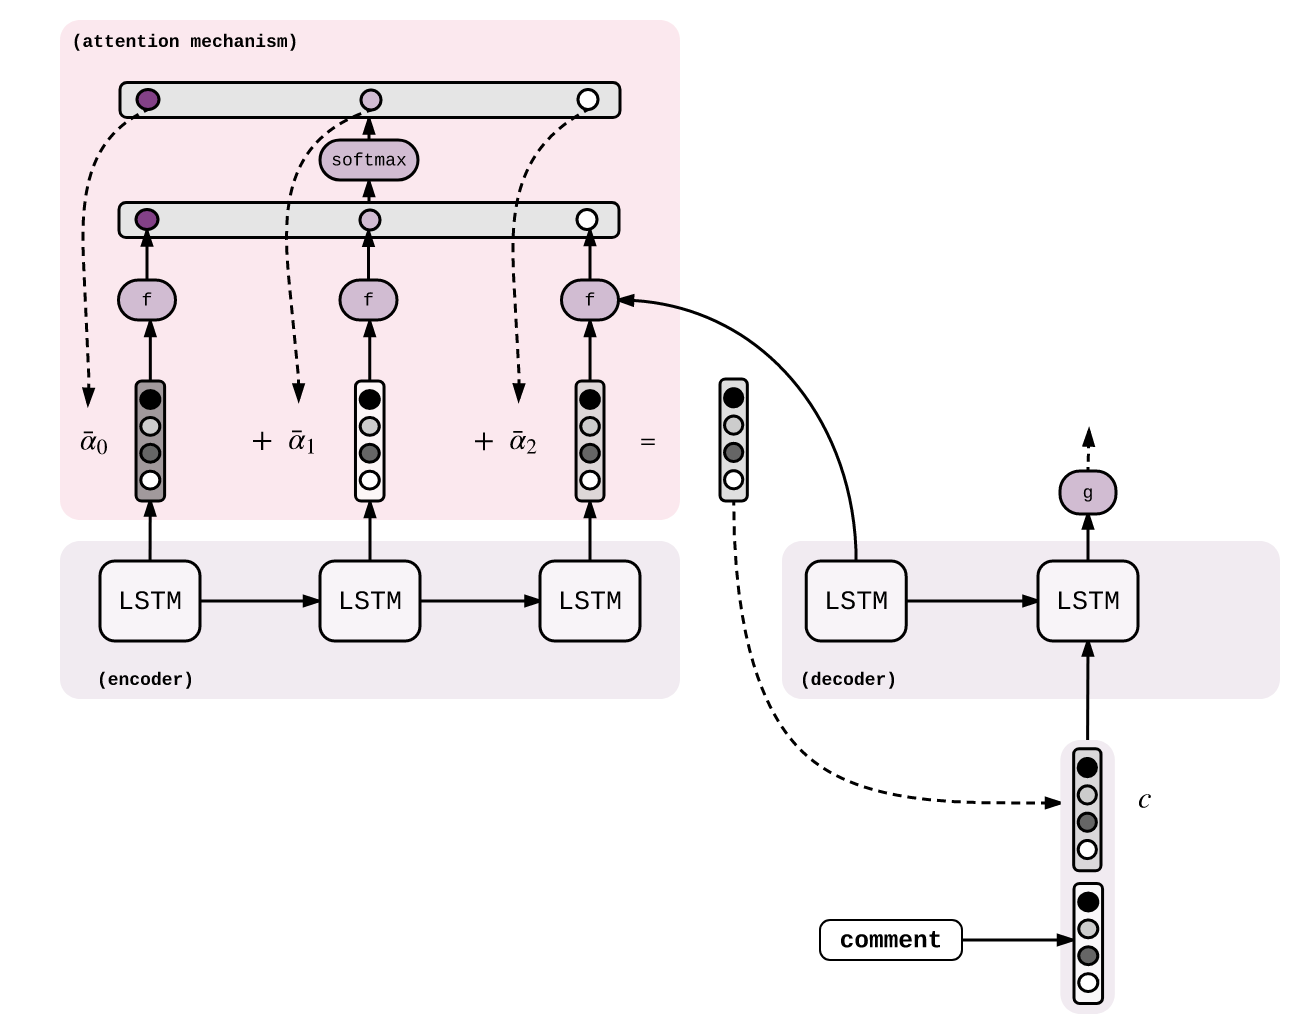 (attention mechanism)
softmax
f f f
ᾱ₀ + ᾱ₁ + ᾱ₂ =
g
LSTM LSTM LSTM LSTM LSTM
(encoder) (decoder)
c
comment